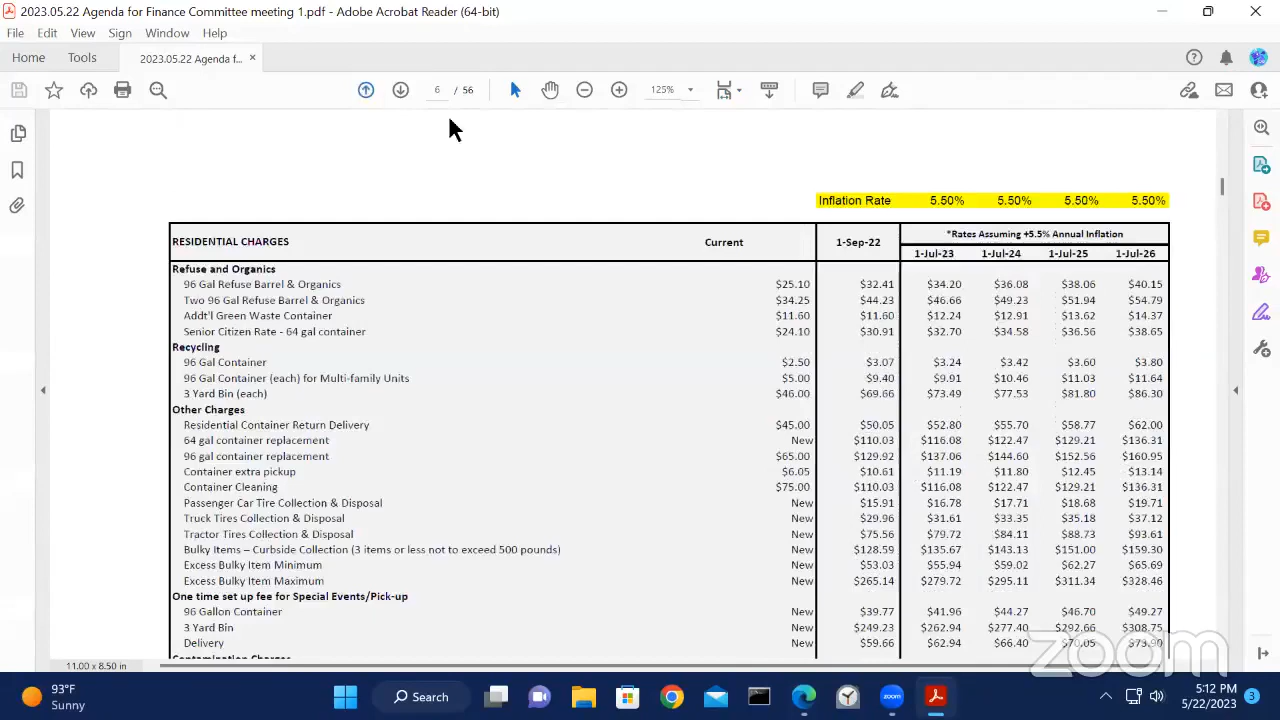 2023.05.22 Agenda for Finance Committee meeting 1.pdf - Adobe Acrobat Reader (64-bit)
File Edit View Sign Window Help
Home Tools 2023.05.22 Agenda f... ×
6 / 56 125%
Inflation Rate 5.50% 5.50% 5.50% 5.50%
RESIDENTIAL CHARGES Current 1-Sep-22 *Rates Assuming +5.5% Annual Inflation
1-Jul-23 1-Jul-24 1-Jul-25 1-Jul-26
Refuse and Organics
96 Gal Refuse Barrel & Organics $25.10 $32.41 $34.20 $36.08 $38.06 $40.15
Two 96 Gal Refuse Barrel & Organics $34.25 $44.23 $46.66 $49.23 $51.94 $54.79
Addt'l Green Waste Container $11.60 $11.60 $12.24 $12.91 $13.62 $14.37
Senior Citizen Rate - 64 gal container $24.10 $30.91 $32.70 $34.58 $36.56 $38.65
Recycling
96 Gal Container $2.50 $3.07 $3.24 $3.42 $3.60 $3.80
96 Gal Container (each) for Multi-family Units $5.00 $9.40 $9.91 $10.46 $11.03 $11.64
3 Yard Bin (each) $46.00 $69.66 $73.49 $77.53 $81.80 $86.30
Other Charges
Residential Container Return Delivery $45.00 $50.05 $52.80 $55.70 $58.77 $62.00
64 gal container replacement New $110.03 $116.08 $122.47 $129.21 $136.31
96 gal container replacement $65.00 $129.92 $137.06 $144.60 $152.56 $160.95
Container extra pickup $6.05 $10.61 $11.19 $11.80 $12.45 $13.14
Container Cleaning $75.00 $110.03 $116.08 $122.47 $129.21 $136.31
Passenger Car Tire Collection & Disposal New $15.91 $16.78 $17.71 $18.68 $19.71
Truck Tires Collection & Disposal New $29.96 $31.61 $33.35 $35.18 $37.12
Tractor Tires Collection & Disposal New $75.56 $79.72 $84.11 $88.73 $93.61
Bulky Items – Curbside Collection (3 items or less not to exceed 500 pounds) New $128.59 $135.67 $143.13 $151.00 $159.30
Excess Bulky Item Minimum New $53.03 $55.94 $59.02 $62.27 $65.69
Excess Bulky Item Maximum New $265.14 $279.72 $295.11 $311.34 $328.46
One time set up fee for Special Events/Pick-up
96 Gallon Container New $39.77 $41.96 $44.27 $46.70 $49.27
3 Yard Bin New $249.23 $262.94 $277.40 $292.66 $308.75
Delivery New $59.66 $62.94 $66.40 $70.05 $73.90
Contamination Charges
zoom
11.00 x 8.50 in
93°F
Sunny
Search
zoom
5:12 PM
5/22/2023
3